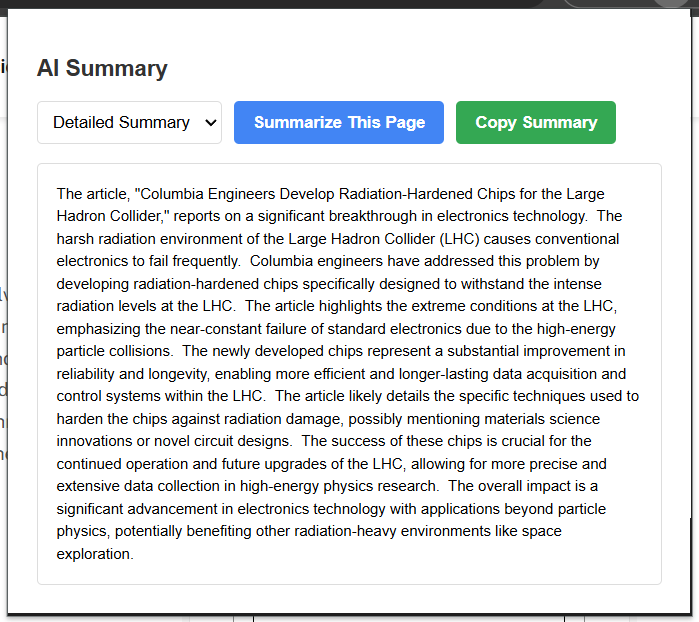 AI Summary
Detailed Summary
Summarize This Page
Copy Summary
The article, "Columbia Engineers Develop Radiation-Hardened Chips for the Large
Hadron Collider," reports on a significant breakthrough in electronics technology.  The
harsh radiation environment of the Large Hadron Collider (LHC) causes conventional
electronics to fail frequently.  Columbia engineers have addressed this problem by
developing radiation-hardened chips specifically designed to withstand the intense
radiation levels at the LHC.  The article highlights the extreme conditions at the LHC,
emphasizing the near-constant failure of standard electronics due to the high-energy
particle collisions.  The newly developed chips represent a substantial improvement in
reliability and longevity, enabling more efficient and longer-lasting data acquisition and
control systems within the LHC.  The article likely details the specific techniques used to
harden the chips against radiation damage, possibly mentioning materials science
innovations or novel circuit designs.  The success of these chips is crucial for the
continued operation and future upgrades of the LHC, allowing for more precise and
extensive data collection in high-energy physics research.  The overall impact is a
significant advancement in electronics technology with applications beyond particle
physics, potentially benefiting other radiation-heavy environments like space
exploration.